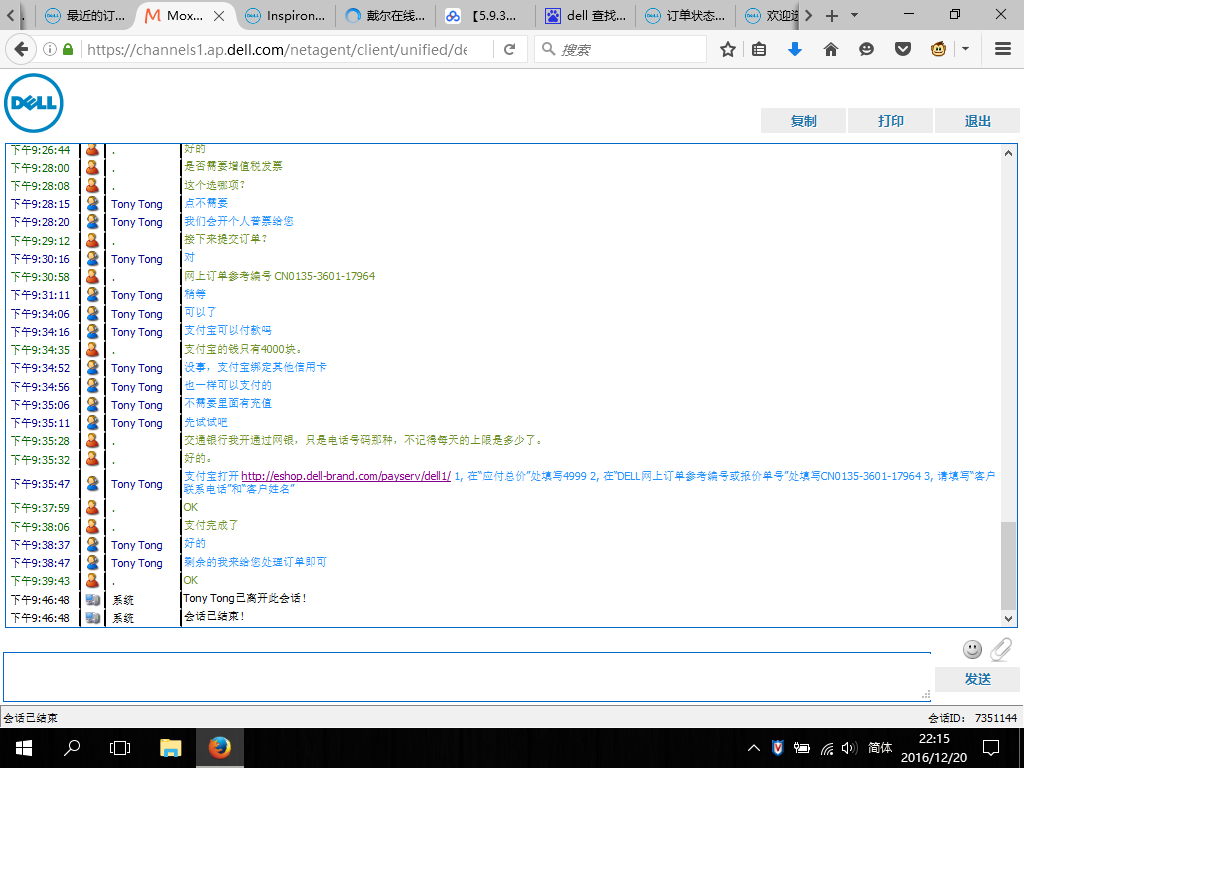 最近的订...
Mox...
Inspiron...
戴尔在线...
【5.9.3...
dell 查找...
订单状态...
欢迎
https://channels1.ap.dell.com/netagent/client/unified/de
搜索
DELL
复制
打印
退出
下午9:26:44 . 好的
下午9:28:00 . 是否需要增值税发票
下午9:28:08 . 这个选哪项?
下午9:28:15 Tony Tong 点不需要
下午9:28:20 Tony Tong 我们会开个人普票给您
下午9:29:12 . 接下来提交订单?
下午9:30:16 Tony Tong 对
下午9:30:58 . 网上订单参考编号 CN0135-3601-17964
下午9:31:11 Tony Tong 稍等
下午9:34:06 Tony Tong 可以了
下午9:34:16 Tony Tong 支付宝可以付款吗
下午9:34:35 . 支付宝的钱只有4000块。
下午9:34:52 Tony Tong 没事，支付宝绑定其他信用卡
下午9:34:56 Tony Tong 也一样可以支付的
下午9:35:06 Tony Tong 不需要里面有充值
下午9:35:11 Tony Tong 先试试吧
下午9:35:28 . 交通银行我开通过网银，只是电话号码那种，不记得每天的上限是多少了。
下午9:35:32 . 好的。
下午9:35:47 Tony Tong 支付宝打开 http://eshop.dell-brand.com/payserv/dell1/ 1, 在“应付总价”处填写4999 2, 在“DELL网上订单参考编号或报价单号”处填写CN0135-3601-17964 3, 请填写“客户
联系电话”和“客户姓名”
下午9:37:59 . OK
下午9:38:06 . 支付完成了
下午9:38:37 Tony Tong 好的
下午9:38:47 Tony Tong 剩余的我来给您处理订单即可
下午9:39:43 . OK
下午9:46:48 系统 Tony Tong已离开此会话!
下午9:46:48 系统 会话已结束!
发送
会话已结束
会话ID: 7351144
简体
22:15
2016/12/20